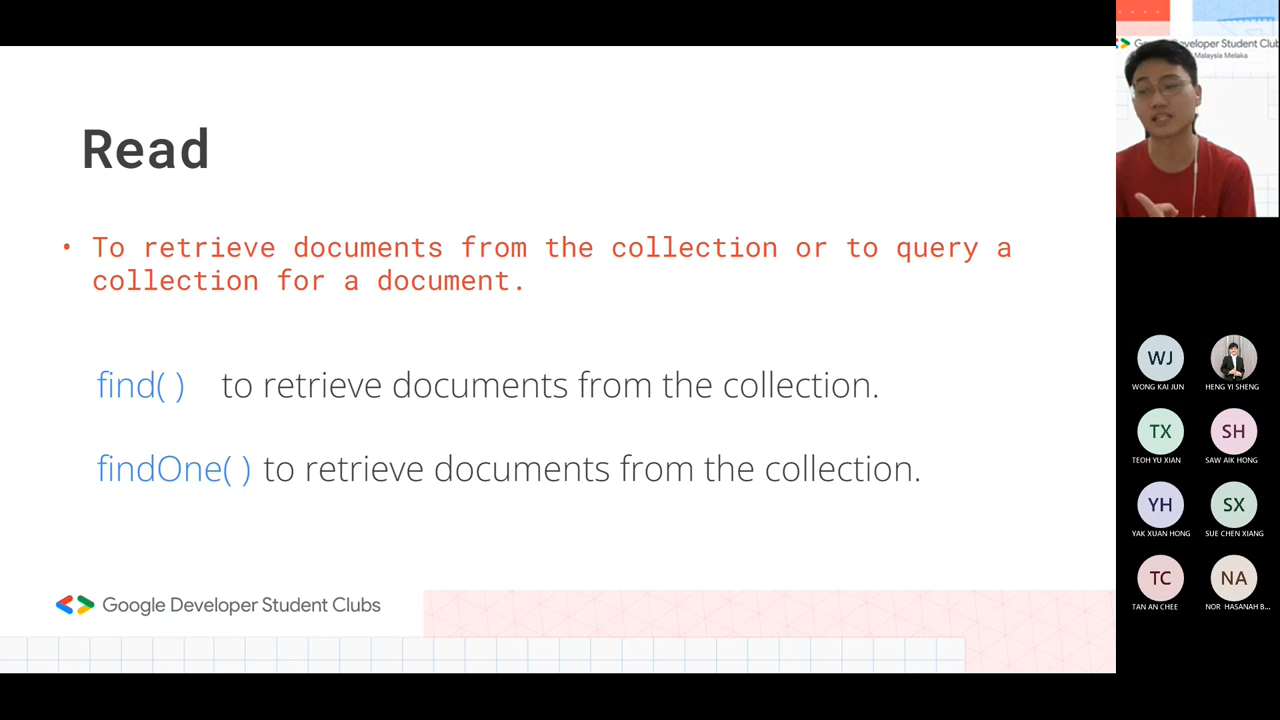 Read
• To retrieve documents from the collection or to query a
collection for a document.
find( ) to retrieve documents from the collection.
findOne( ) to retrieve documents from the collection.
Google Developer Student Clubs
veloper Student Club
Malaysia Melaka
WJ
WONG KAI JUN
HENG YI SHENG
TX
TEOH YU XIAN
SH
SAW AIK HONG
YH
YAK XUAN HONG
SX
SUE CHEN XIANG
TC
TAN AN CHEE
NA
NOR HASANAH B...